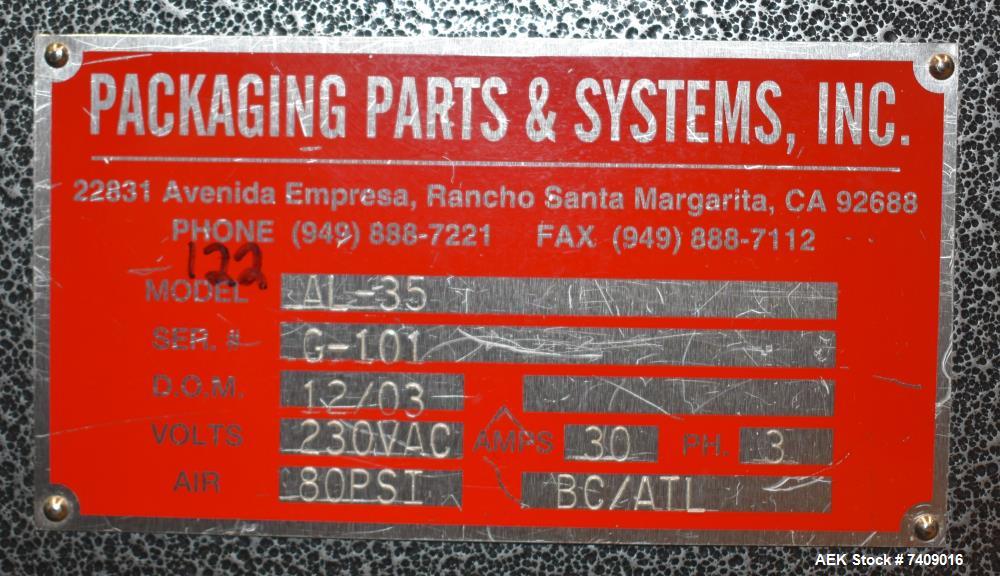 PACKAGING PARTS & SYSTEMS, INC.
22831 Avenida Empresa, Rancho Santa Margarita, CA 92688
PHONE (949) 888-7221 FAX (949) 888-7112
122
MODEL AL-35
SER. # G-101
D.O.M. 12/03
VOLTS 230VAC AMPS 30 PH. 3
AIR 80PSI BC/ATL
AEK Stock # 7409016